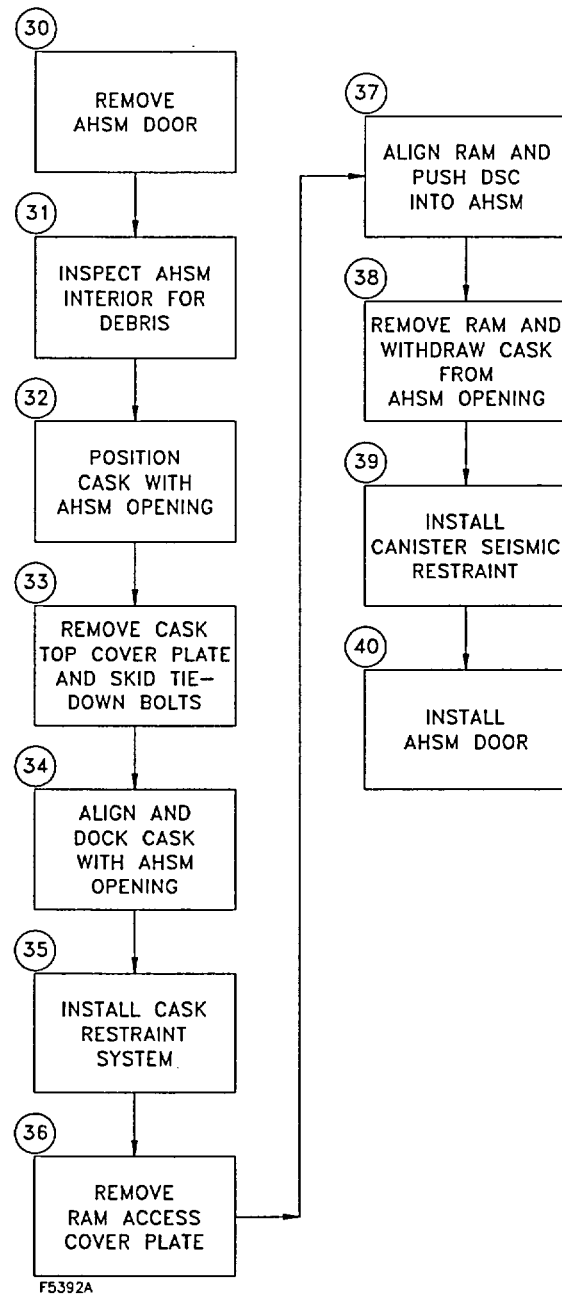 30
REMOVE
AHSM DOOR
31
INSPECT AHSM
INTERIOR FOR
DEBRIS
32
POSITION
CASK WITH
AHSM OPENING
33
REMOVE CASK
TOP COVER PLATE
AND SKID TIE-
DOWN BOLTS
34
ALIGN AND
DOCK CASK
WITH AHSM
OPENING
35
INSTALL CASK
RESTRAINT
SYSTEM
36
REMOVE
RAM ACCESS
COVER PLATE
F5392A
37
ALIGN RAM AND
PUSH DSC
INTO AHSM
38
REMOVE RAM AND
WITHDRAW CASK
FROM
AHSM OPENING
39
INSTALL
CANISTER SEISMIC
RESTRAINT
40
INSTALL
AHSM DOOR